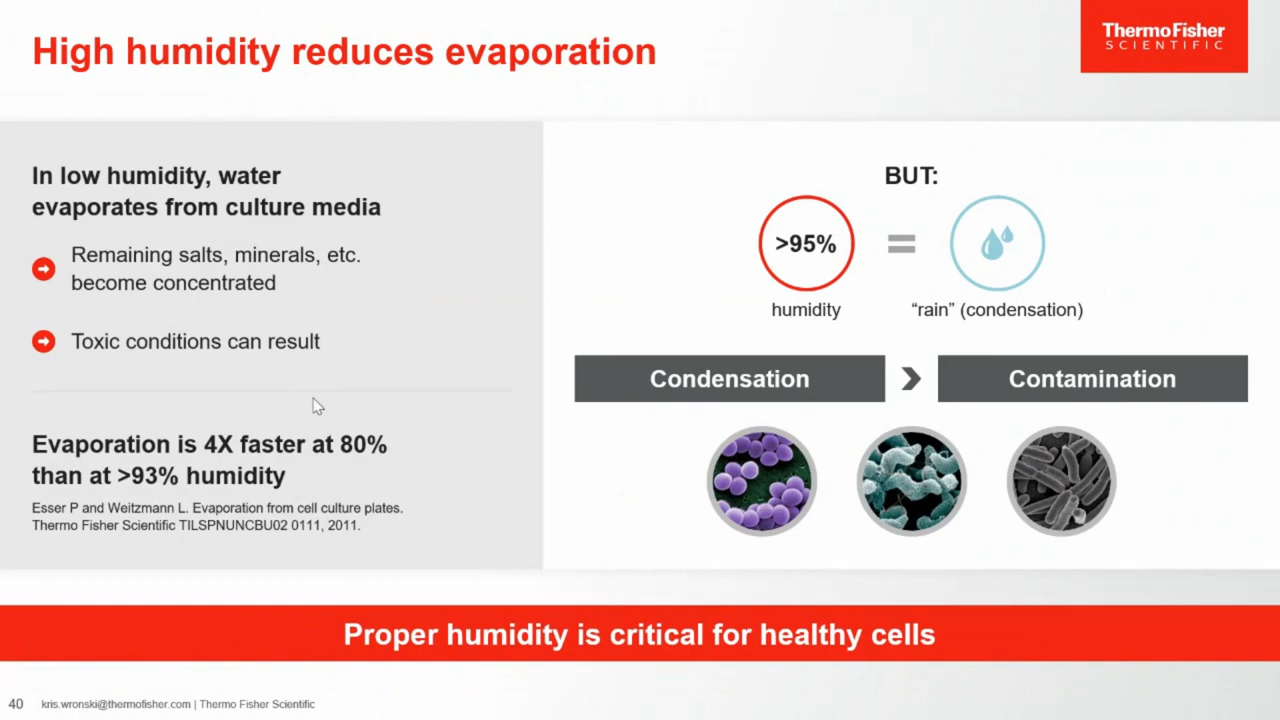 High humidity reduces evaporation
ThermoFisher
SCIENTIFIC
In low humidity, water
evaporates from culture media
Remaining salts, minerals, etc.
become concentrated
Toxic conditions can result
Evaporation is 4X faster at 80%
than at >93% humidity
Esser P and Weitzmann L. Evaporation from cell culture plates.
Thermo Fisher Scientific TILSPNUNCBU02 0111, 2011.
BUT:
>95%
=
humidity
“rain” (condensation)
Condensation
Contamination
Proper humidity is critical for healthy cells
40 kris.wronski@thermofisher.com | Thermo Fisher Scientific